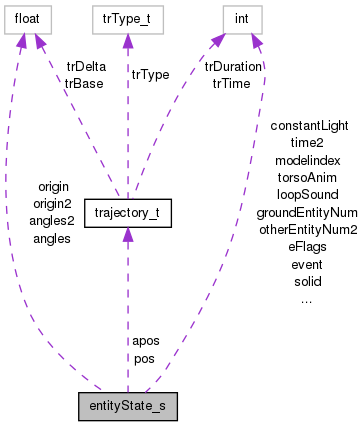 float
trType_t
int
trDelta
trBase
trType
trDuration
trTime
constantLight
time2
modelindex
torsoAnim
loopSound
groundEntityNum
otherEntityNum2
eFlags
event
solid
...
origin
origin2
angles2
angles
trajectory_t
apos
pos
entityState_s